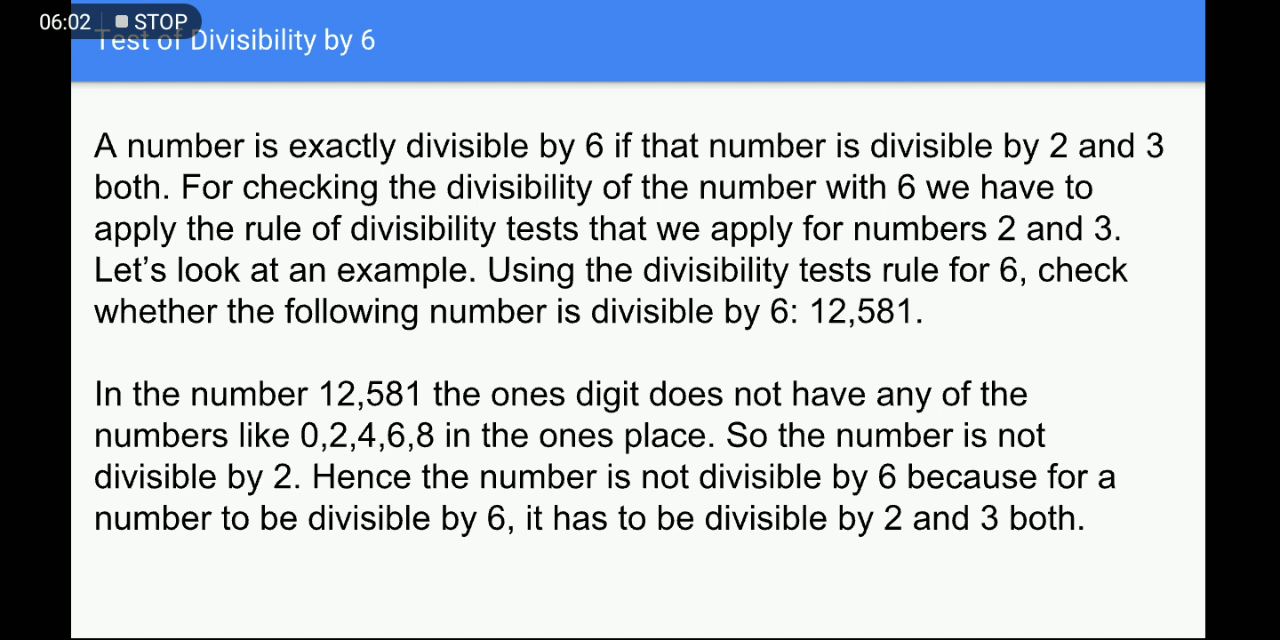 06:02 STOP
Test of Divisibility by 6
A number is exactly divisible by 6 if that number is divisible by 2 and 3
both. For checking the divisibility of the number with 6 we have to
apply the rule of divisibility tests that we apply for numbers 2 and 3.
Let’s look at an example. Using the divisibility tests rule for 6, check
whether the following number is divisible by 6: 12,581.
In the number 12,581 the ones digit does not have any of the
numbers like 0,2,4,6,8 in the ones place. So the number is not
divisible by 2. Hence the number is not divisible by 6 because for a
number to be divisible by 6, it has to be divisible by 2 and 3 both.